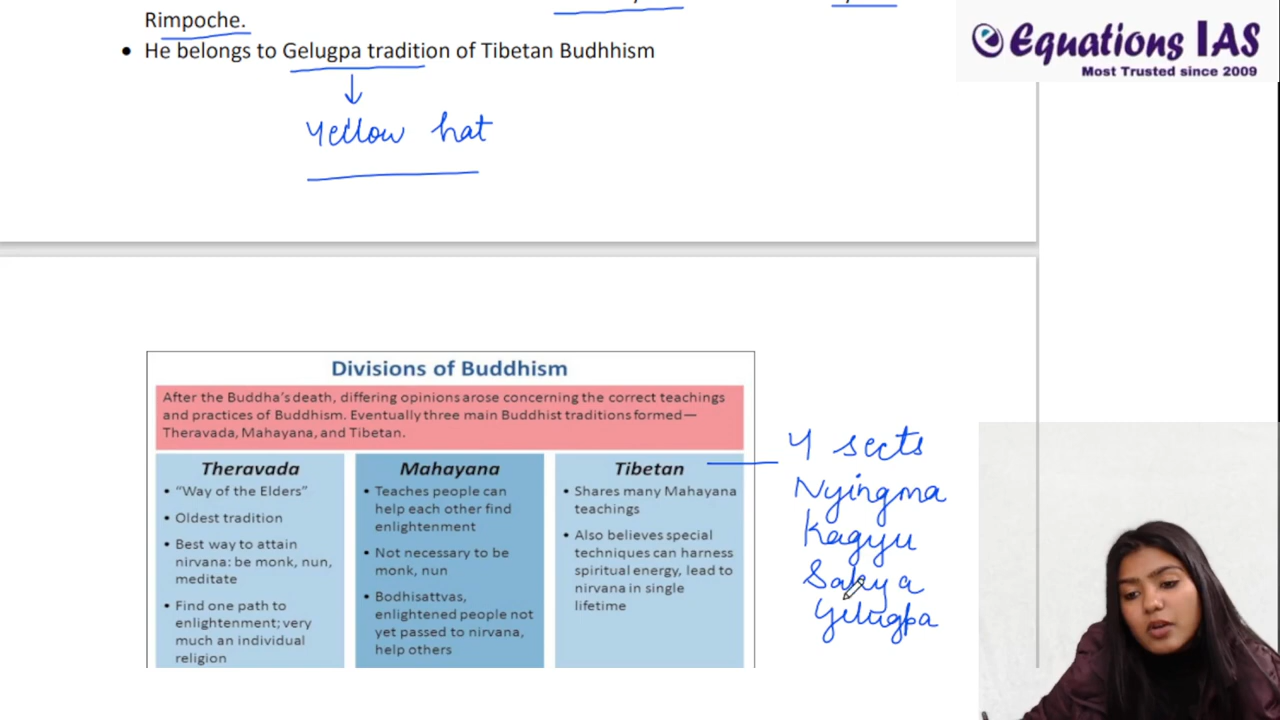 Rimpoche.
• He belongs to Gelugpa tradition of Tibetan Budhhism
Yellow hat
Equations IAS
Most Trusted since 2009
Divisions of Buddhism
After the Buddha's death, differing opinions arose concerning the correct teachings
and practices of Buddhism. Eventually three main Buddhist traditions formed—
Theravada, Mahayana, and Tibetan.
Theravada
• "Way of the Elders"
• Oldest tradition
• Best way to attain
nirvana: be monk, nun,
meditate
• Find one path to
enlightenment; very
much an individual
religion
Mahayana
• Teaches people can
help each other find
enlightenment
• Not necessary to be
monk, nun
• Bodhisattvas,
enlightened people not
yet passed to nirvana,
help others
Tibetan
• Shares many Mahayana
teachings
• Also believes special
techniques can harness
spiritual energy, lead to
nirvana in single
lifetime
4 sects
Nyingma
Kagyu
Sakya
Gelugpa